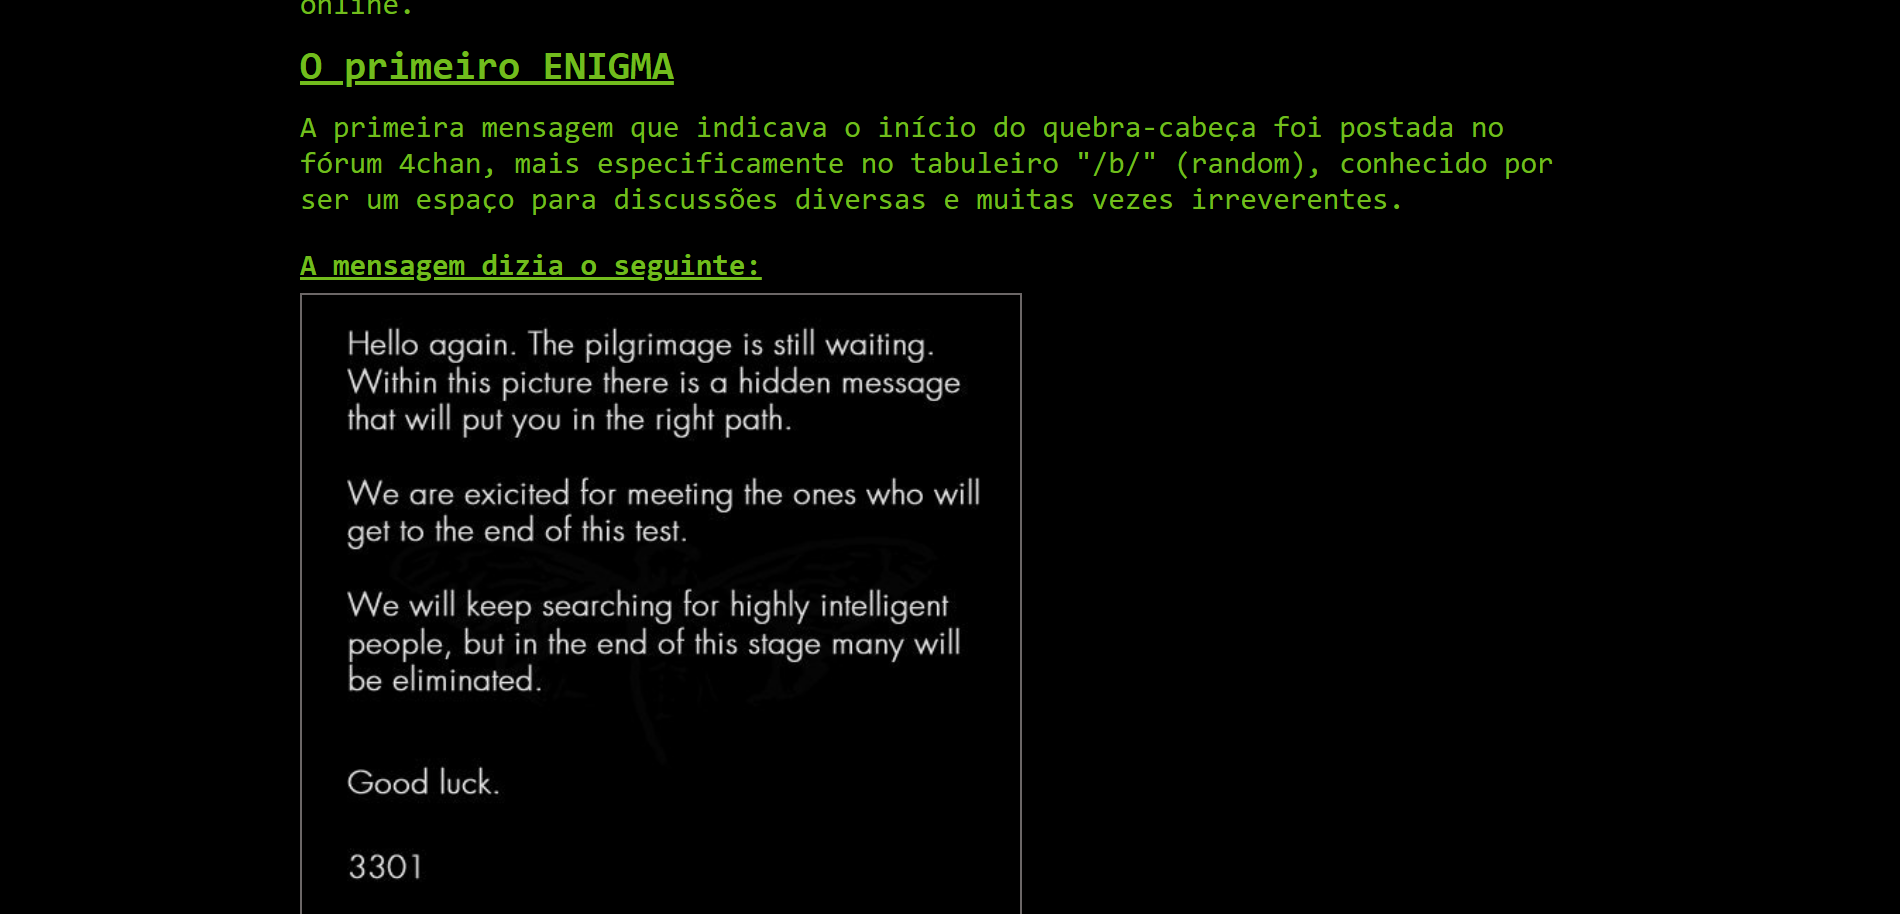 online.
O primeiro ENIGMA
A primeira mensagem que indicava o início do quebra-cabeça foi postada no
fórum 4chan, mais especificamente no tabuleiro "/b/" (random), conhecido por
ser um espaço para discussões diversas e muitas vezes irreverentes.
A mensagem dizia o seguinte:
Hello again. The pilgrimage is still waiting.
Within this picture there is a hidden message
that will put you in the right path.
We are exicited for meeting the ones who will
get to the end of this test.
We will keep searching for highly intelligent
people, but in the end of this stage many will
be eliminated.
Good luck.
3301